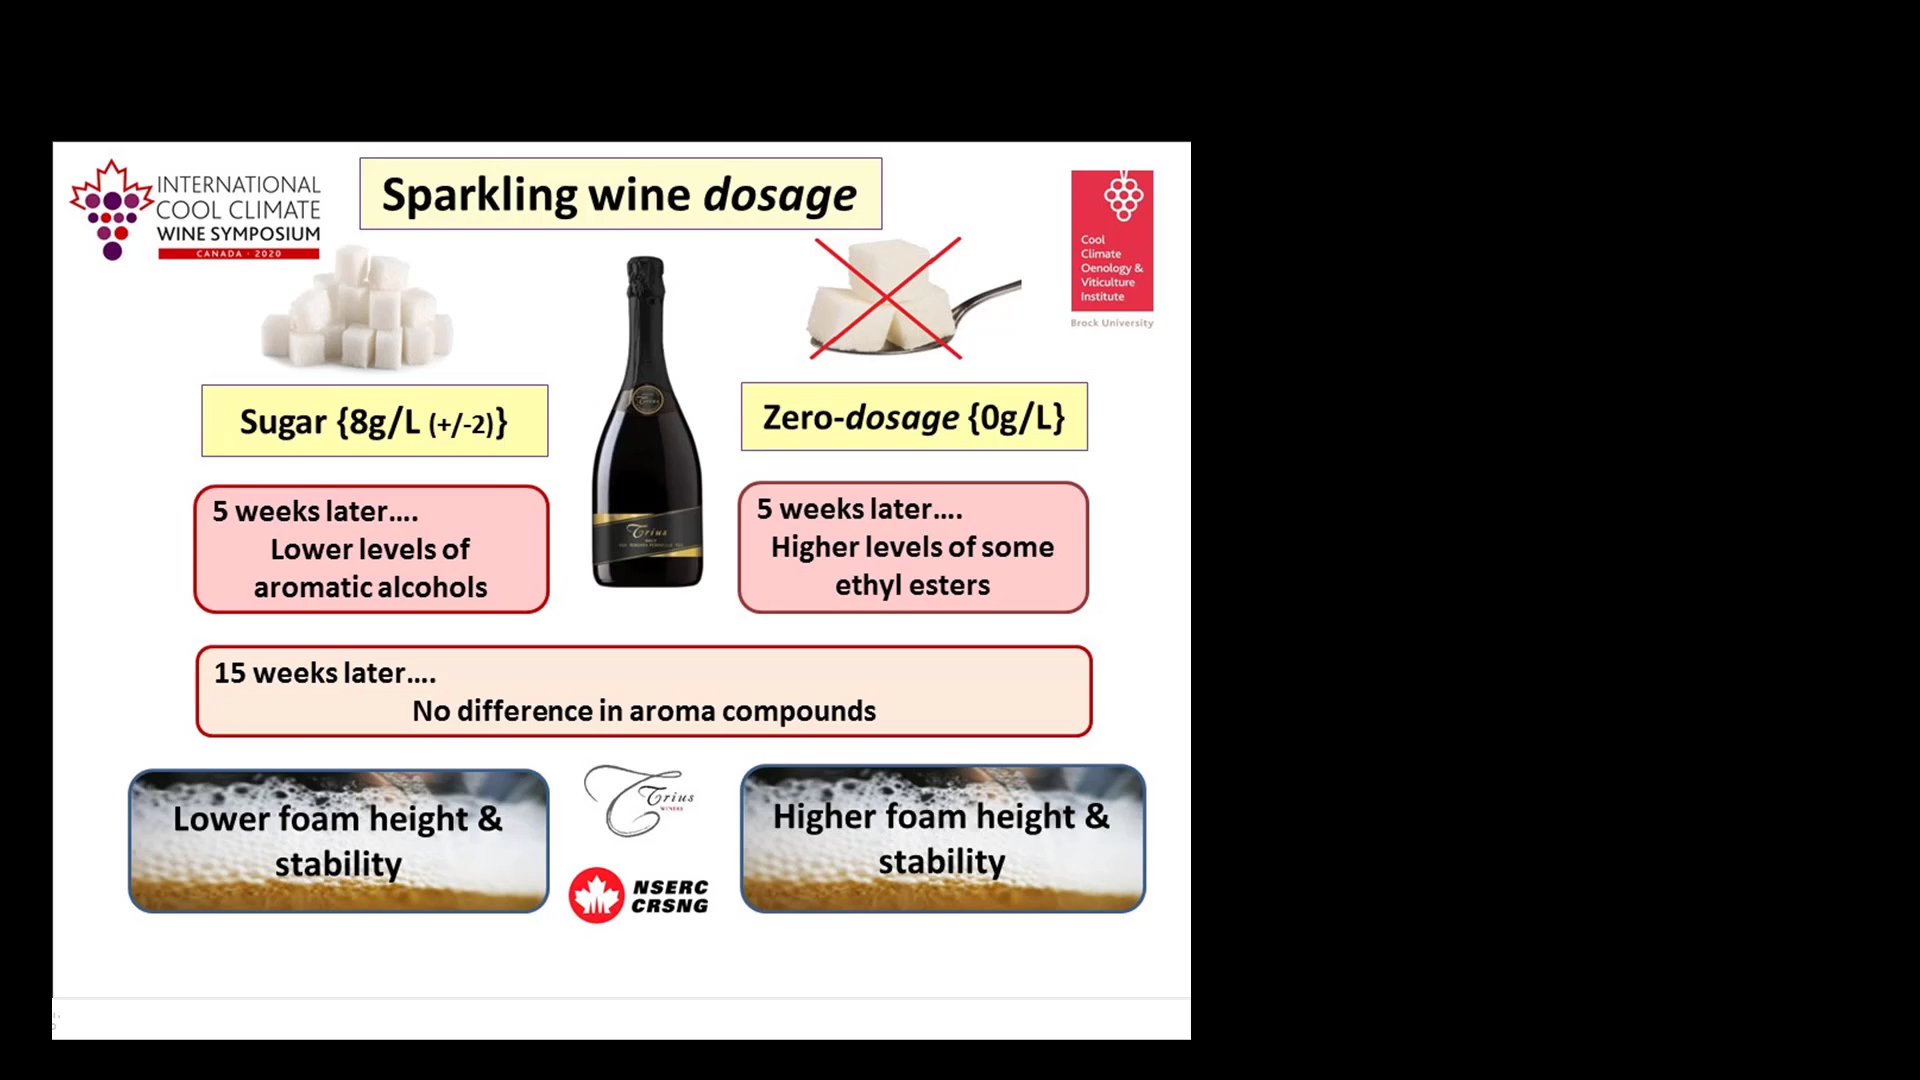 INTERNATIONAL
COOL CLIMATE
WINE SYMPOSIUM
CANADA · 2020
Sparkling wine dosage
Cool
Climate
Oenology &
Viticulture
Institute
Brock University
Sugar {8g/L (+/-2)}
Zero-dosage {0g/L}
5 weeks later....
Lower levels of
aromatic alcohols
Trius
BRUT
5 weeks later....
Higher levels of some
ethyl esters
15 weeks later....
No difference in aroma compounds
Lower foam height &
stability
Trius
WINERY
NSERC
CRSNG
Higher foam height &
stability